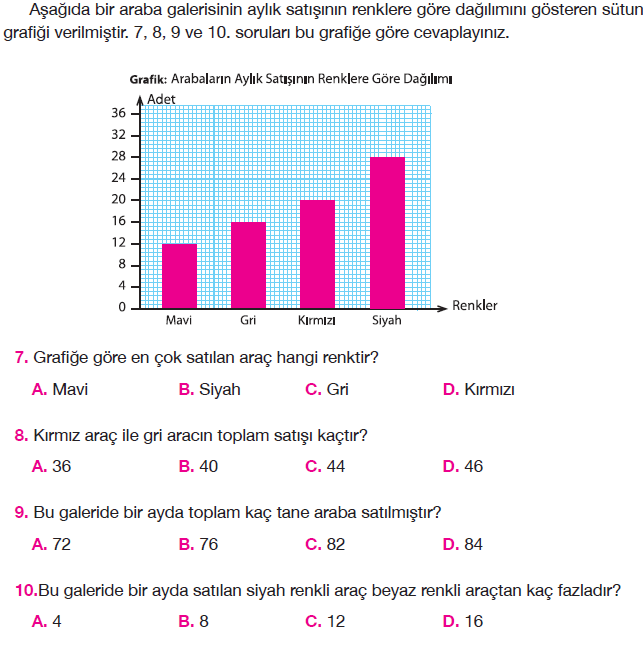 Aşağıda bir araba galerisinin aylık satışının renklere göre dağılımını gösteren sütun
grafiği verilmiştir. 7, 8, 9 ve 10. soruları bu grafiğe göre cevaplayınız.
Grafik: Arabaların Aylık Satışının Renklere Göre Dağılımı
Adet
36
32
28
24
20
16
12
8
4
0
Renkler
Mavi Gri Kırmızı Siyah
7. Grafiğe göre en çok satılan araç hangi renktir?
A. Mavi B. Siyah C. Gri D. Kırmızı
8. Kırmız araç ile gri aracın toplam satışı kaçtır?
A. 36 B. 40 C. 44 D. 46
9. Bu galeride bir ayda toplam kaç tane araba satılmıştır?
A. 72 B. 76 C. 82 D. 84
10.Bu galeride bir ayda satılan siyah renkli araç beyaz renkli araçtan kaç fazladır?
A. 4 B. 8 C. 12 D. 16